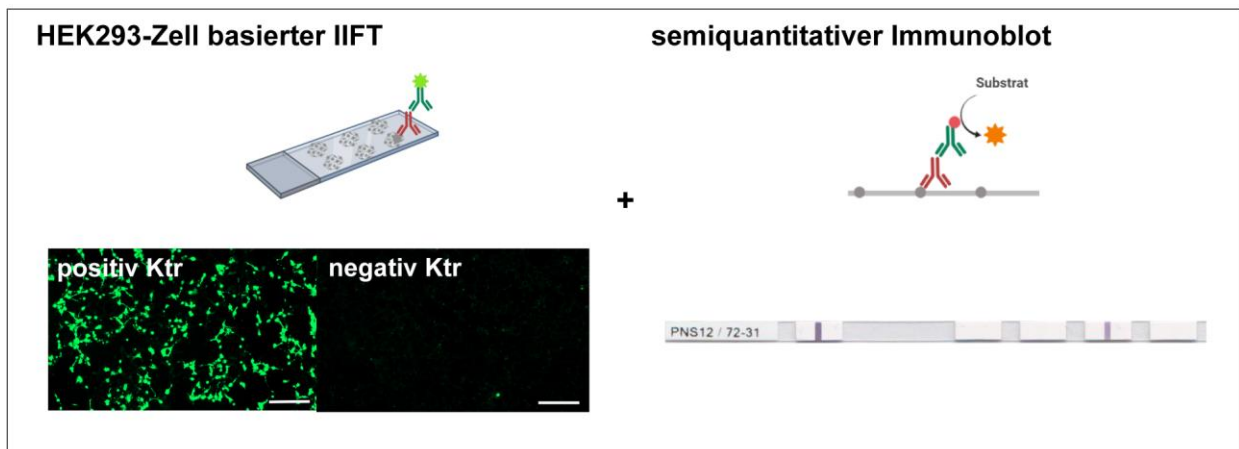 HEK293-Zell basierter IIFT
semiquantitativer Immunoblot
Substrat
+
positiv Ktr
negativ Ktr
PNS12 / 72-31